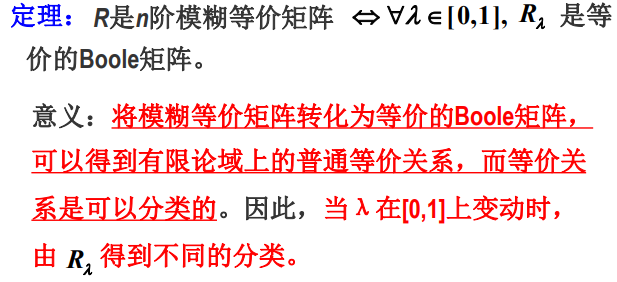 定理：R是n阶模糊等价矩阵 ⇔∀λ∈[0,1], Rλ 是等
价的Boole矩阵。
意义：将模糊等价矩阵转化为等价的Boole矩阵，
可以得到有限论域上的普通等价关系，而等价关
系是可以分类的。因此，当λ在[0,1]上变动时，
由 Rλ 得到不同的分类。